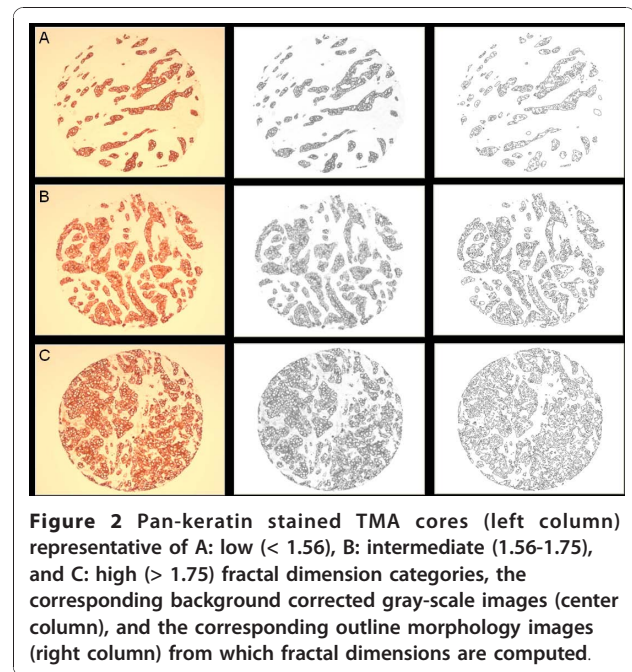 A
B
C
Figure 2 Pan-keratin stained TMA cores (left column)
representative of A: low (< 1.56), B: intermediate (1.56-1.75),
and C: high (> 1.75) fractal dimension categories, the
corresponding background corrected gray-scale images (center
column), and the corresponding outline morphology images
(right column) from which fractal dimensions are computed.